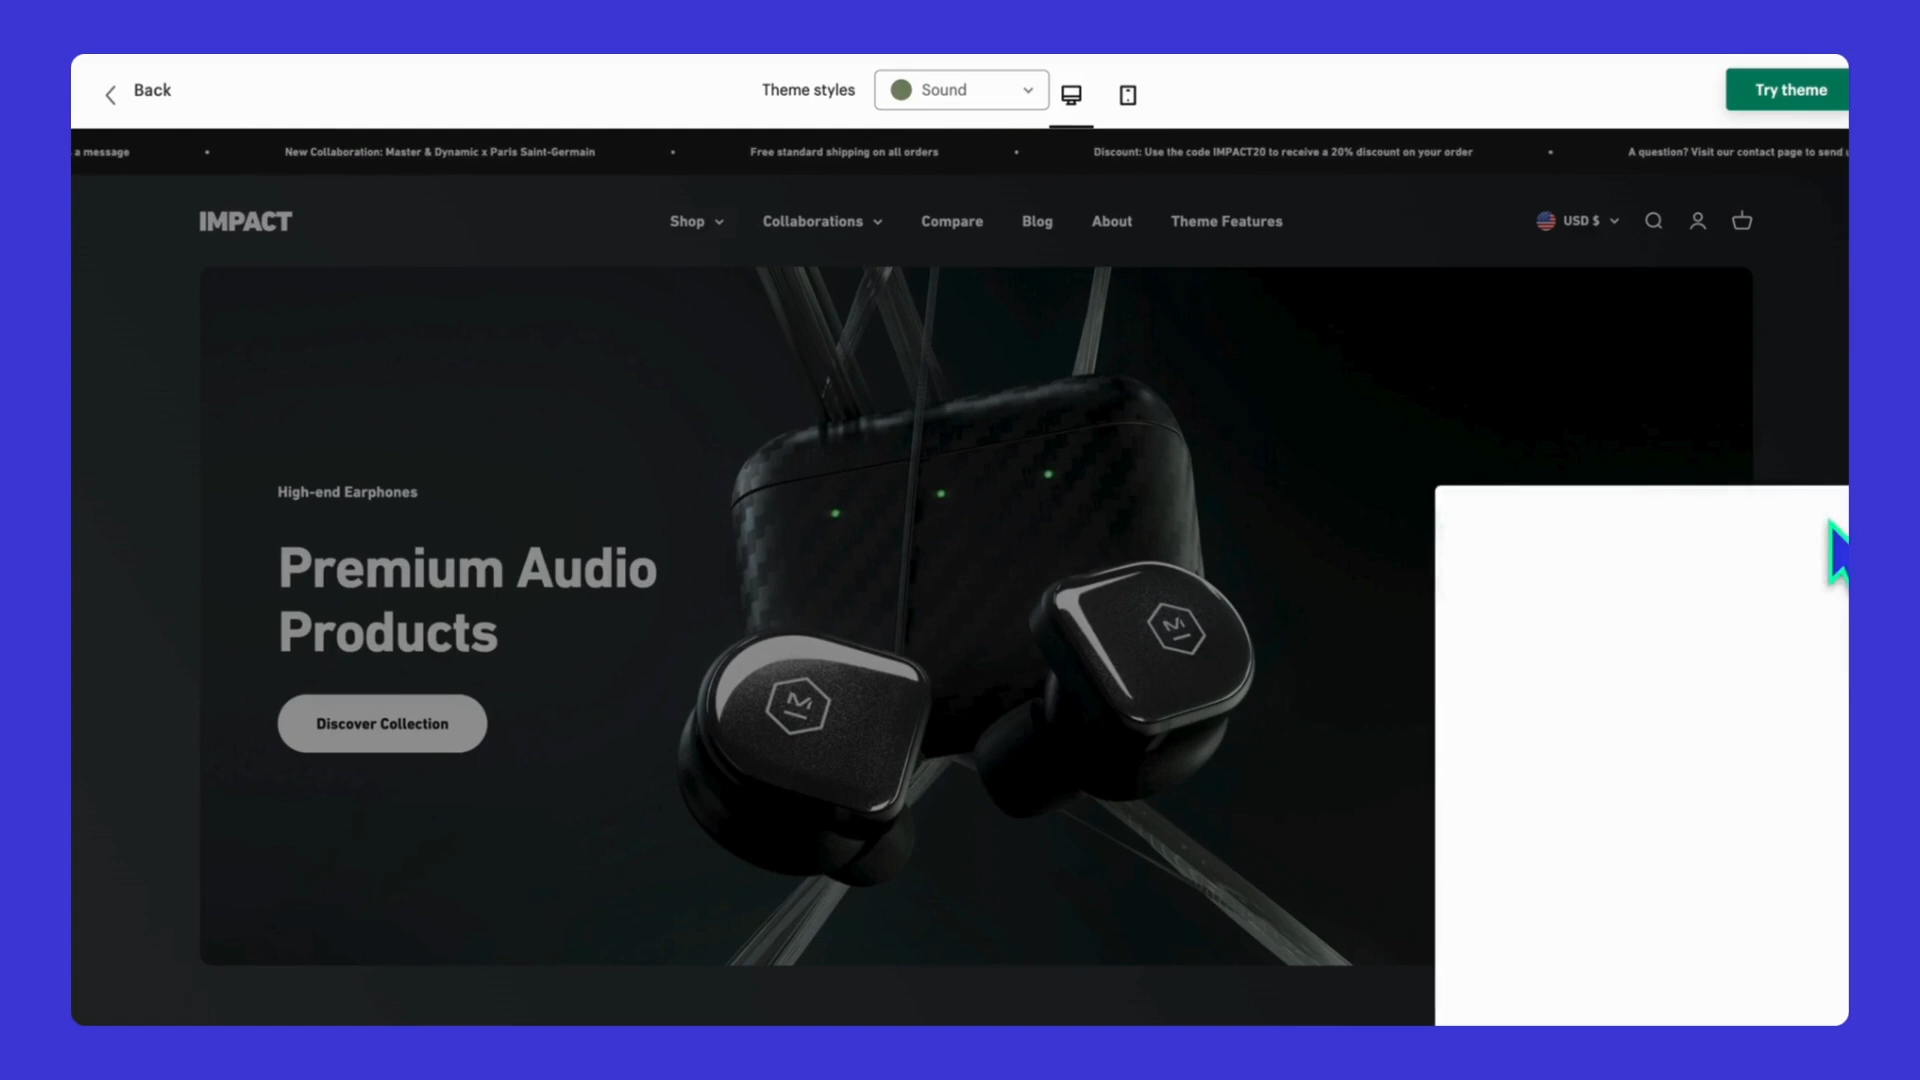 Back
Theme styles
Sound
Try theme
a message
New Collaboration: Master & Dynamic x Paris Saint-Germain
Free standard shipping on all orders
Discount: Use the code IMPACT20 to receive a 20% discount on your order
A question? Visit our contact page to send
IMPACT
Shop
Collaborations
Compare
Blog
About
Theme Features
USD $
High-end Earphones
Premium Audio
Products
Discover Collection